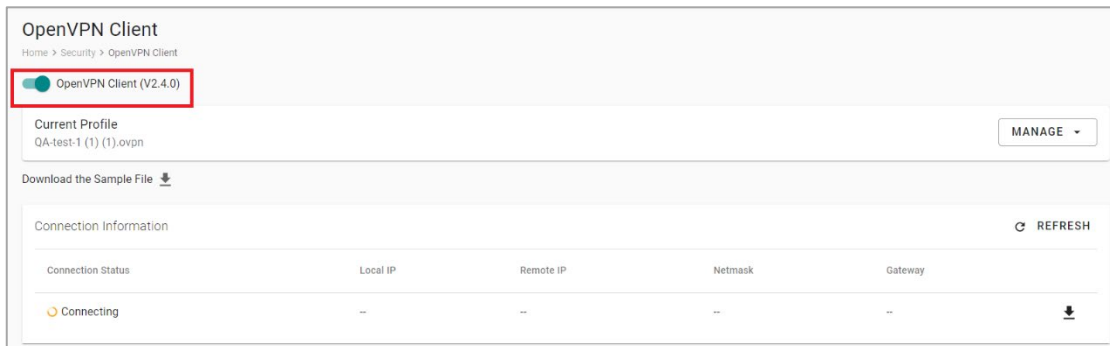 OpenVPN Client
Home > Security > OpenVPN Client
OpenVPN Client (V2.4.0)
Current Profile
QA-test-1 (1) (1).ovpn
MANAGE
Download the Sample File
Connection Information
REFRESH
Connection Status Local IP Remote IP Netmask Gateway
Connecting -- -- -- --